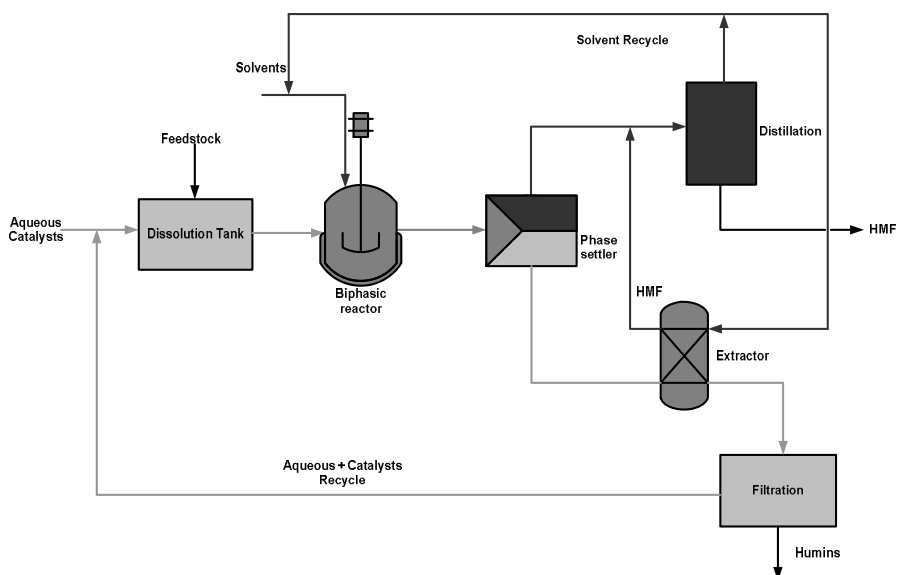 Solvent Recycle
Solvents
Distillation
Feedstock
Aqueous
Catalysts
Dissolution Tank
Phase
settler
HMF
Biphasic
reactor
HMF
Extractor
Aqueous + Catalysts
Recycle
Filtration
Humins